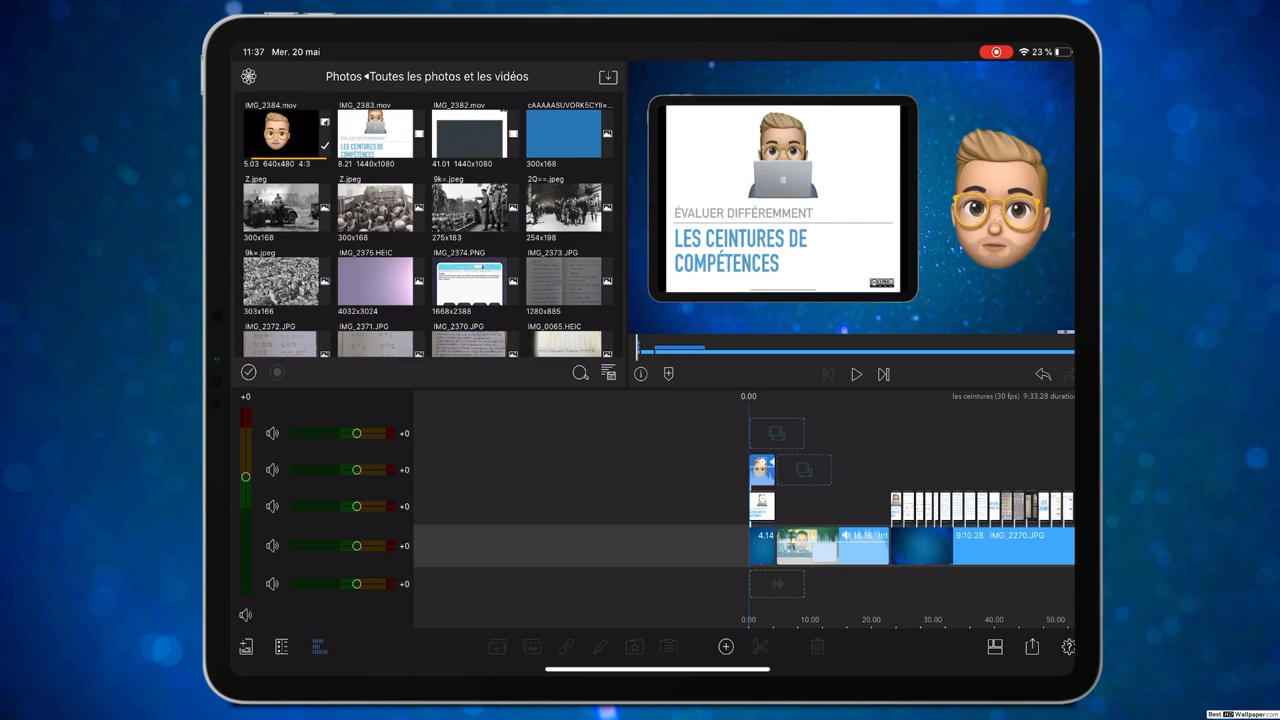 11:37 Mer. 20 mai
23 %
Photos◂Toutes les photos et les vidéos
IMG_2384.mov
IMG_2383.mov
IMG_2382.mov
cAAAAASUVORK5CYII=...
ÉVALUER DIFFÉREMMENT
LES CEINTURES DE
COMPÉTENCES
5.03 640x480 4:3
8.21 1440x1080
41.01 1440x1080
300x168
Z.jpeg
Z.jpeg
9k=.jpeg
2Q==.jpeg
300x168
300x168
275x183
254x198
9k=.jpeg
IMG_2375.HEIC
IMG_2374.PNG
IMG_2373.JPG
303x166
4032x3024
1668x2388
1280x885
IMG_2372.JPG
IMG_2371.JPG
IMG_2370.JPG
IMG_0065.HEIC
ÉVALUER DIFFÉREMMENT
LES CEINTURES DE
COMPÉTENCES
+0
0.00
les ceintures (30 fps) 9:33.28 duration
+0
+0
+0
+0
+0
4.14
18.16 Int
9:10.28 IMG_2270.JPG
0.00
10.00
20.00
30.00
40.00
50.00
Best HD Wallpaper.com